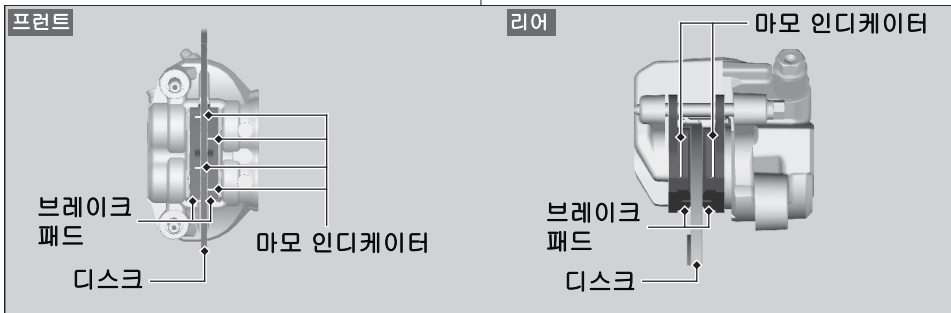 프런트
브레이크
패드
디스크
마모 인디케이터
리어
마모 인디케이터
브레이크
패드
디스크